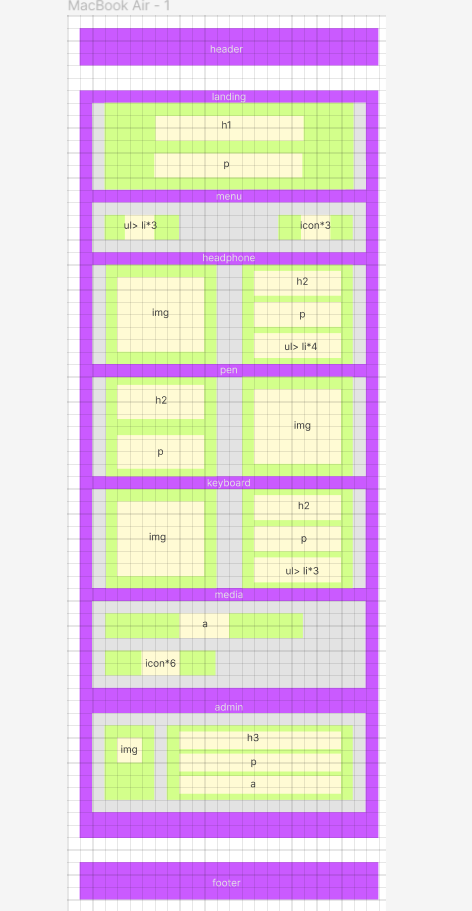 MacBook Air - 1
header
landing
h1
p
menu
ul> li*3
icon*3
headphone
img
h2
p
ul> li*4
pen
h2
p
img
keyboard
img
h2
p
ul> li*3
media
a
icon*6
admin
img
h3
p
a
footer